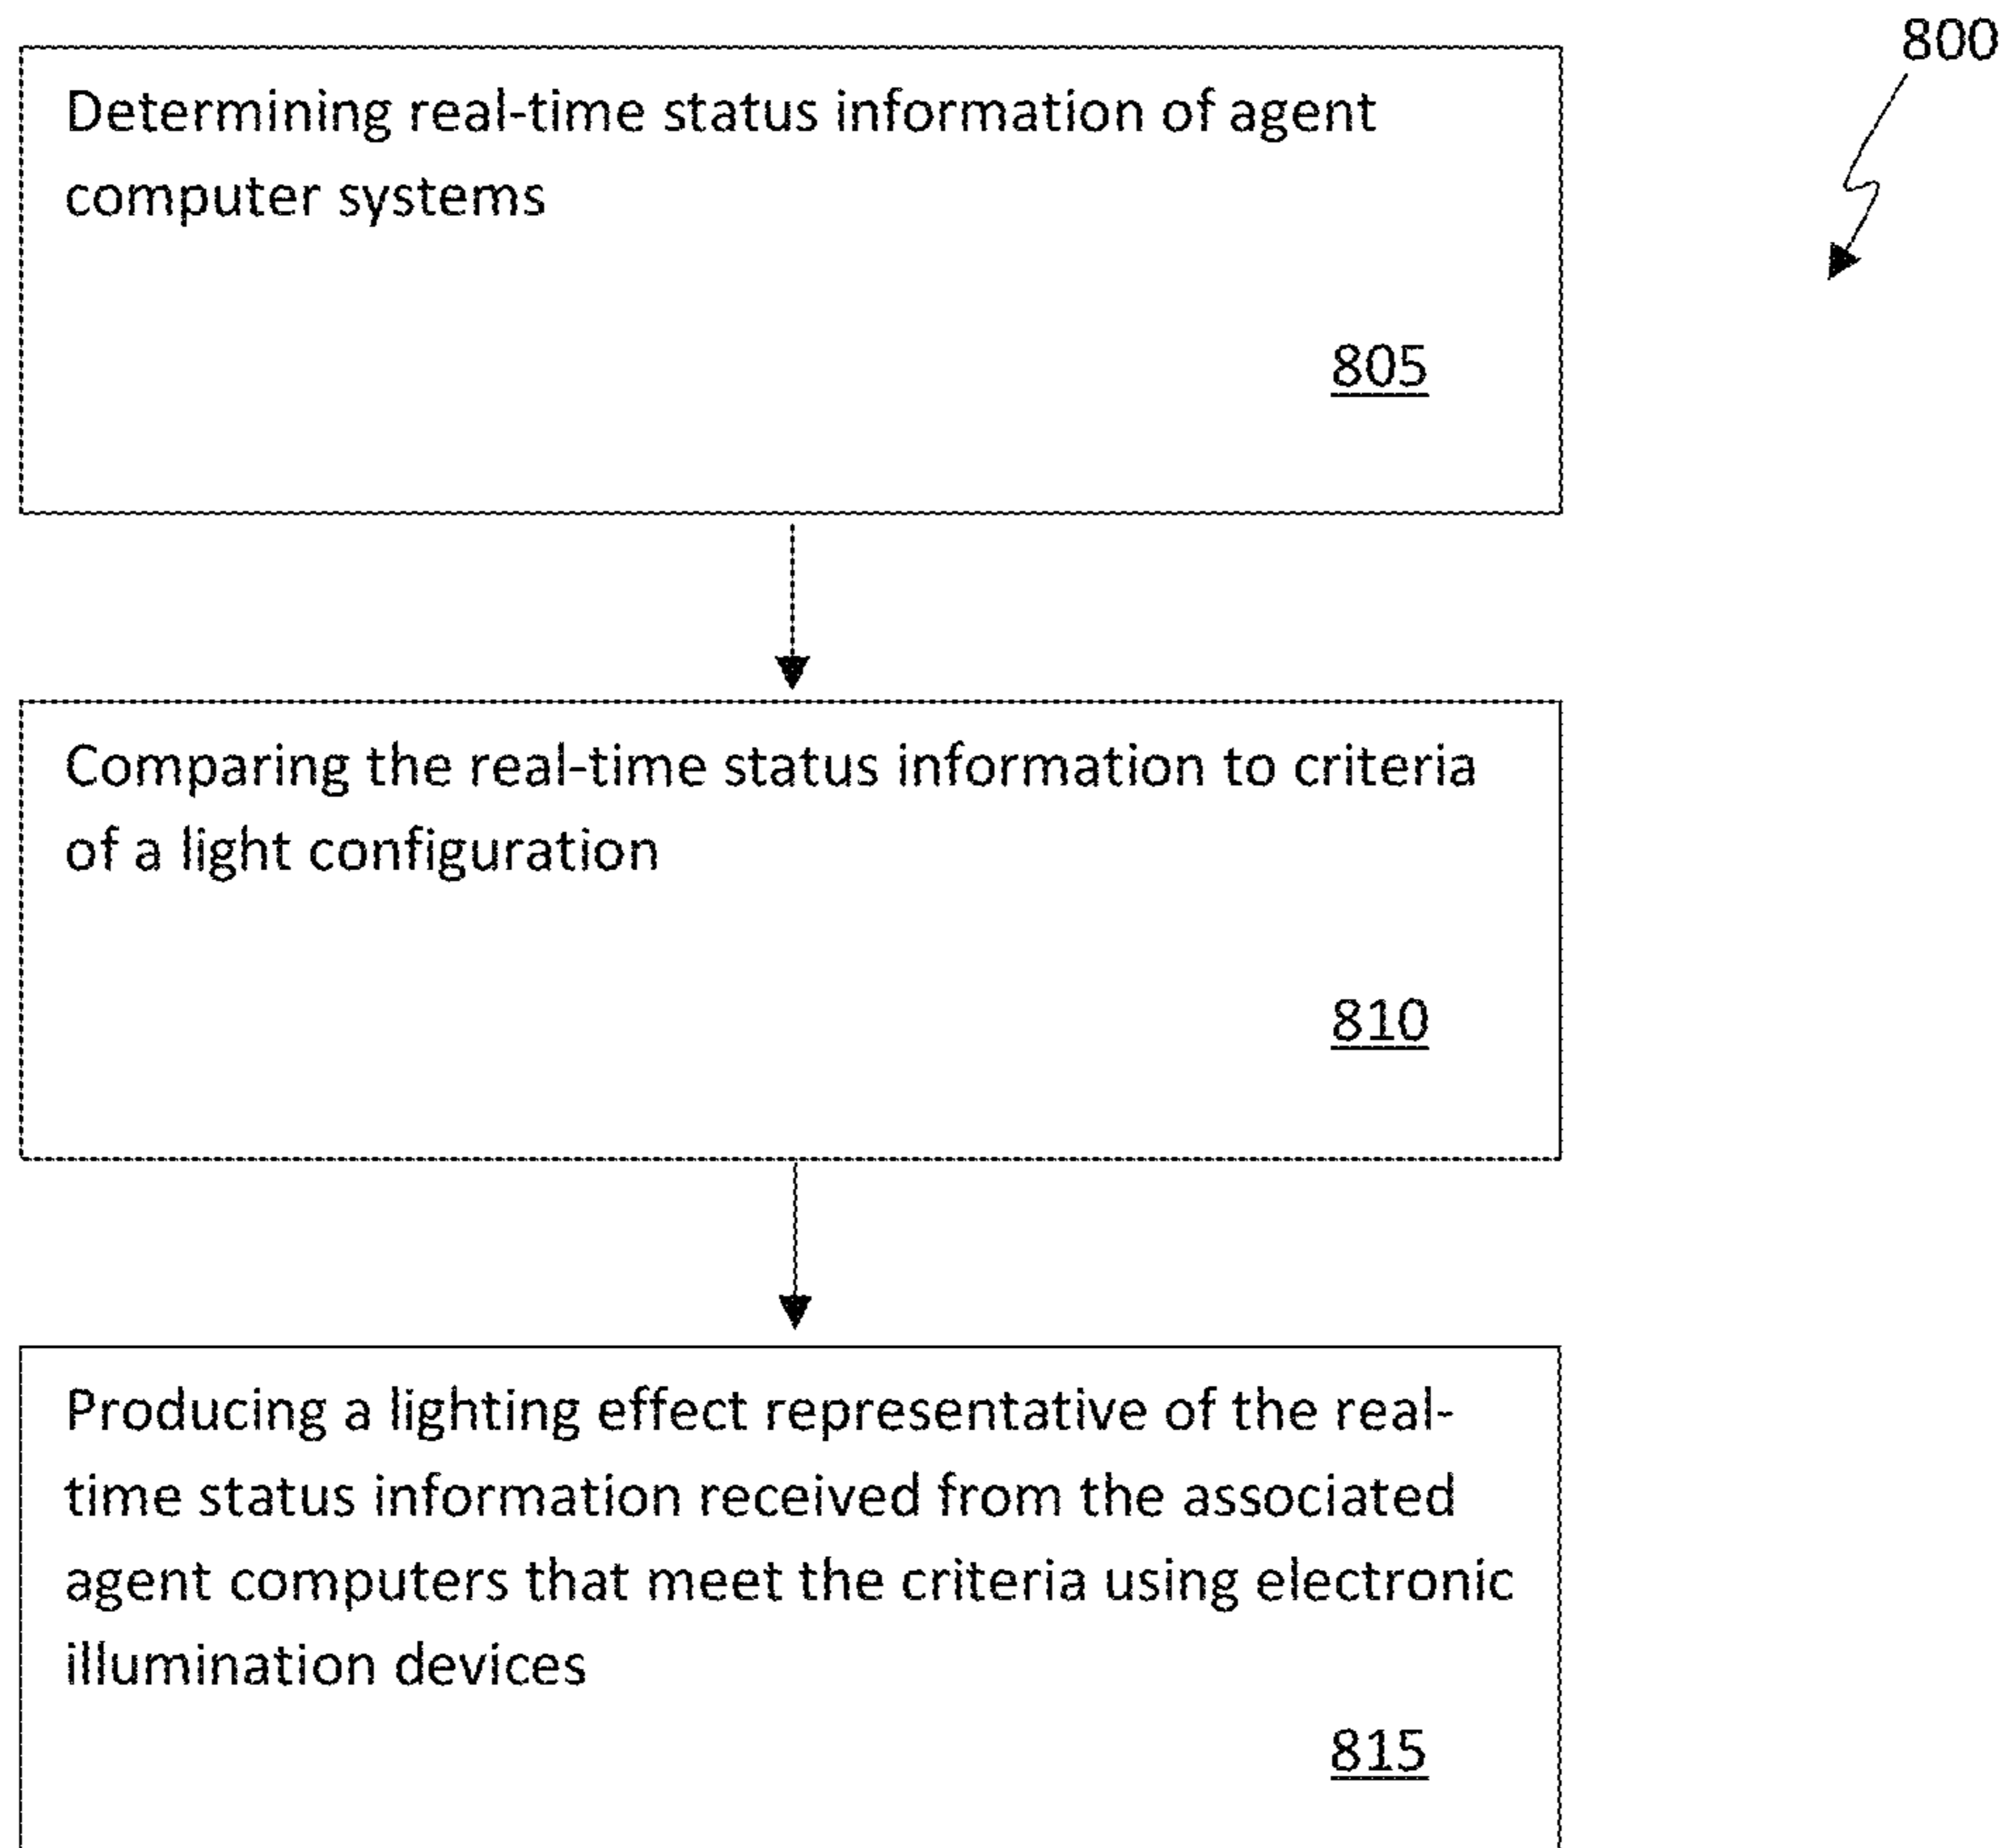 800
Determining real-time status information of agent
computer systems
805
Comparing the real-time status information to criteria
of a light configuration
810
Producing a lighting effect representative of the real-
time status information received from the associated
agent computers that meet the criteria using electronic
illumination devices
815